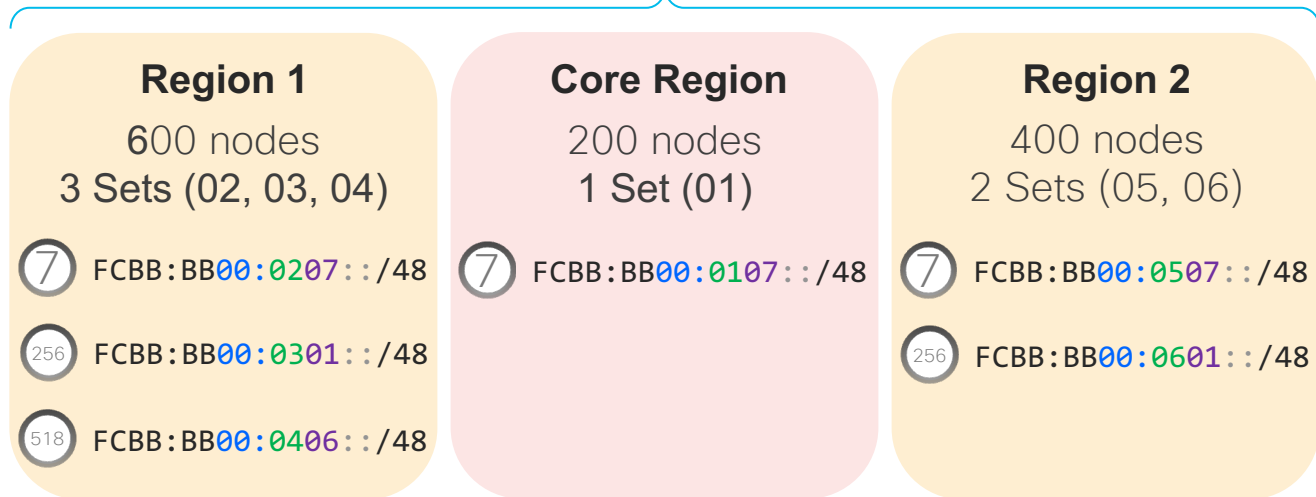 Region 1
600 nodes
3 Sets (02, 03, 04)
7 FCBB:BB00:0207::/48
256 FCBB:BB00:0301::/48
518 FCBB:BB00:0406::/48
Core Region
200 nodes
1 Set (01)
7 FCBB:BB00:0107::/48
Region 2
400 nodes
2 Sets (05, 06)
7 FCBB:BB00:0507::/48
256 FCBB:BB00:0601::/48